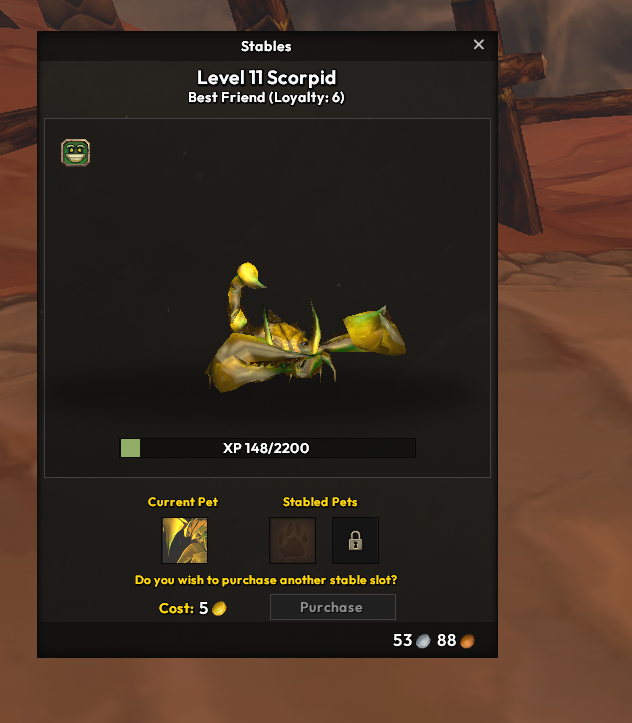 Stables
Level 11 Scorpid
Best Friend (Loyalty: 6)
XP 148/2200
Current Pet
Stabled Pets
Do you wish to purchase another stable slot?
Cost: 5
Purchase
53 88